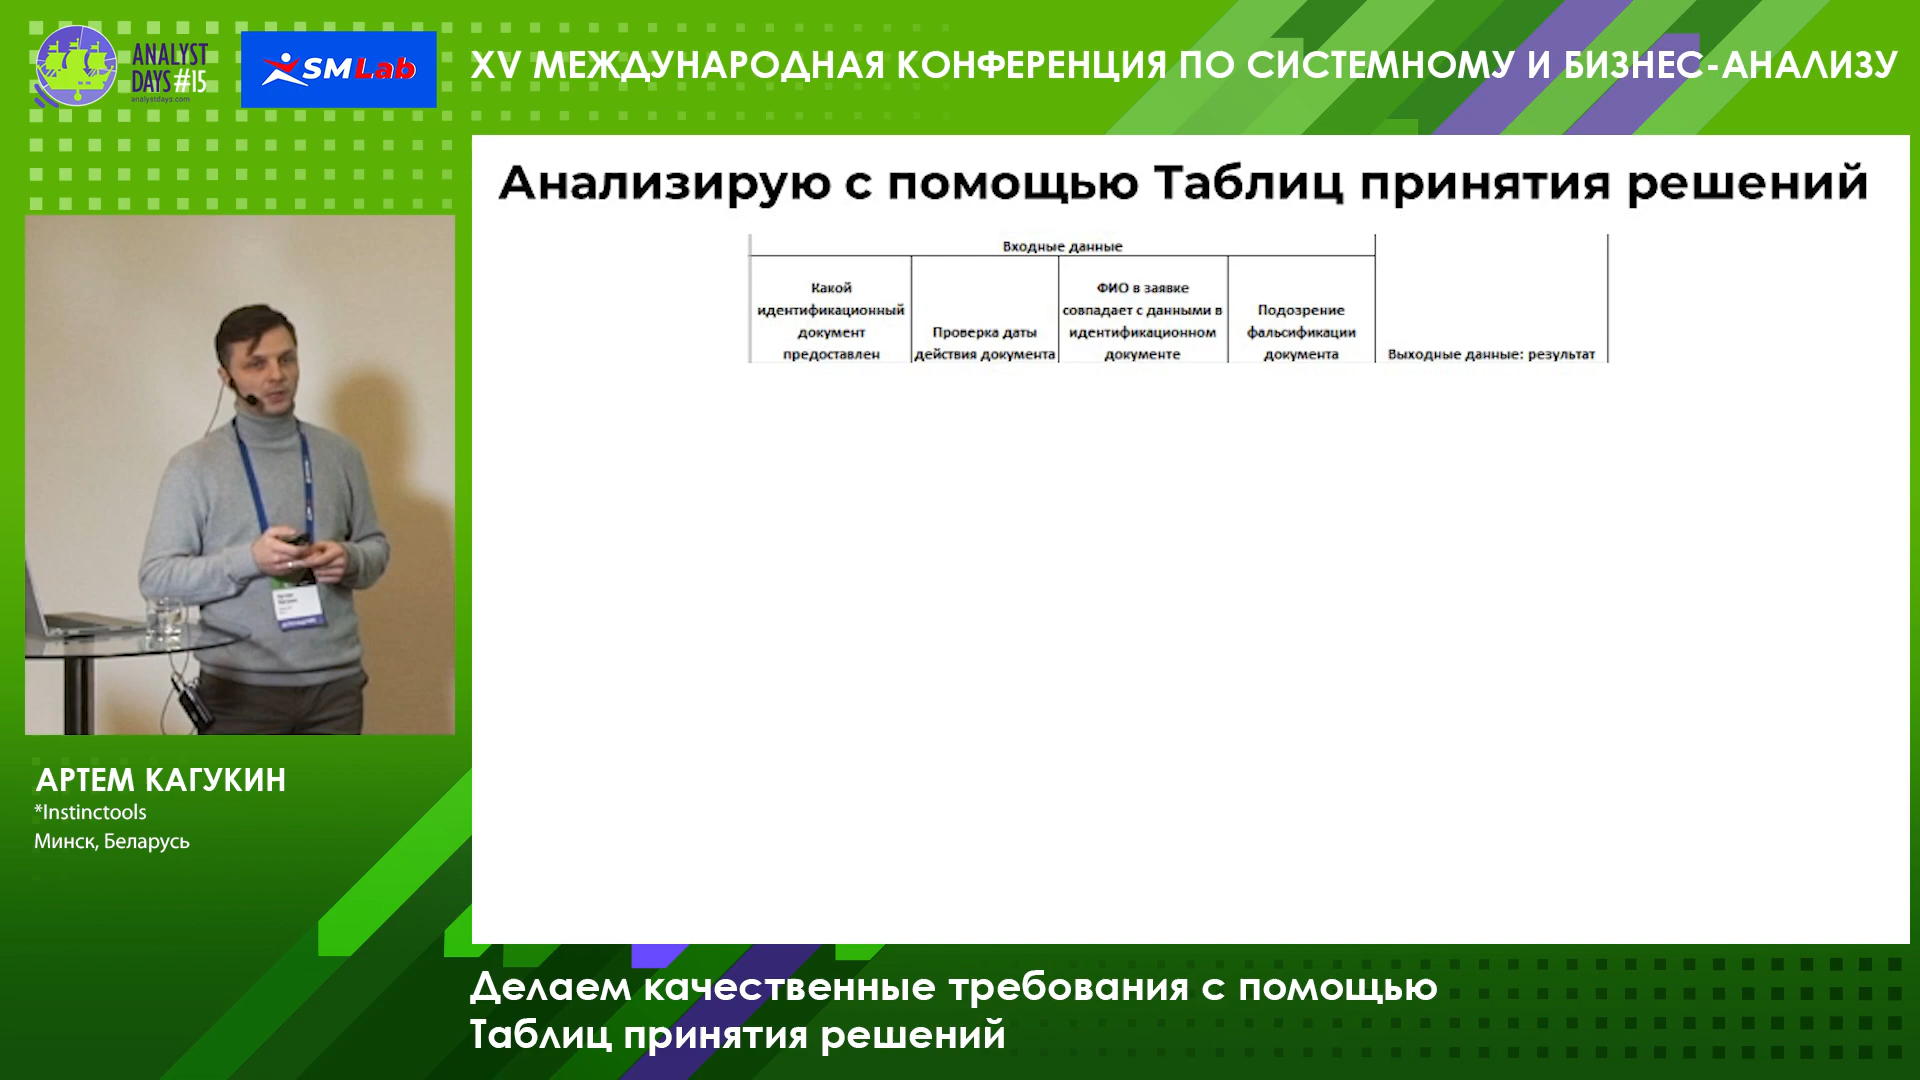 ANALYST
DAYS#15
analystdays.com
SMLab
XV МЕЖДУНАРОДНАЯ КОНФЕРЕНЦИЯ ПО СИСТЕМНОМУ И БИЗНЕС-АНАЛИЗУ
Анализирую с помощью Таблиц принятия решений
Входные данные
Какой
идентификационный
документ
предоставлен
Проверка даты
действия документа
ФИО в заявке
совпадает с данными в
идентификационном
документе
Подозрение
фальсификации
документа
Выходные данные: результат
АРТЕМ КАГУКИН
*Instinctools
Минск, Беларусь
Делаем качественные требования с помощью
Таблиц принятия решений